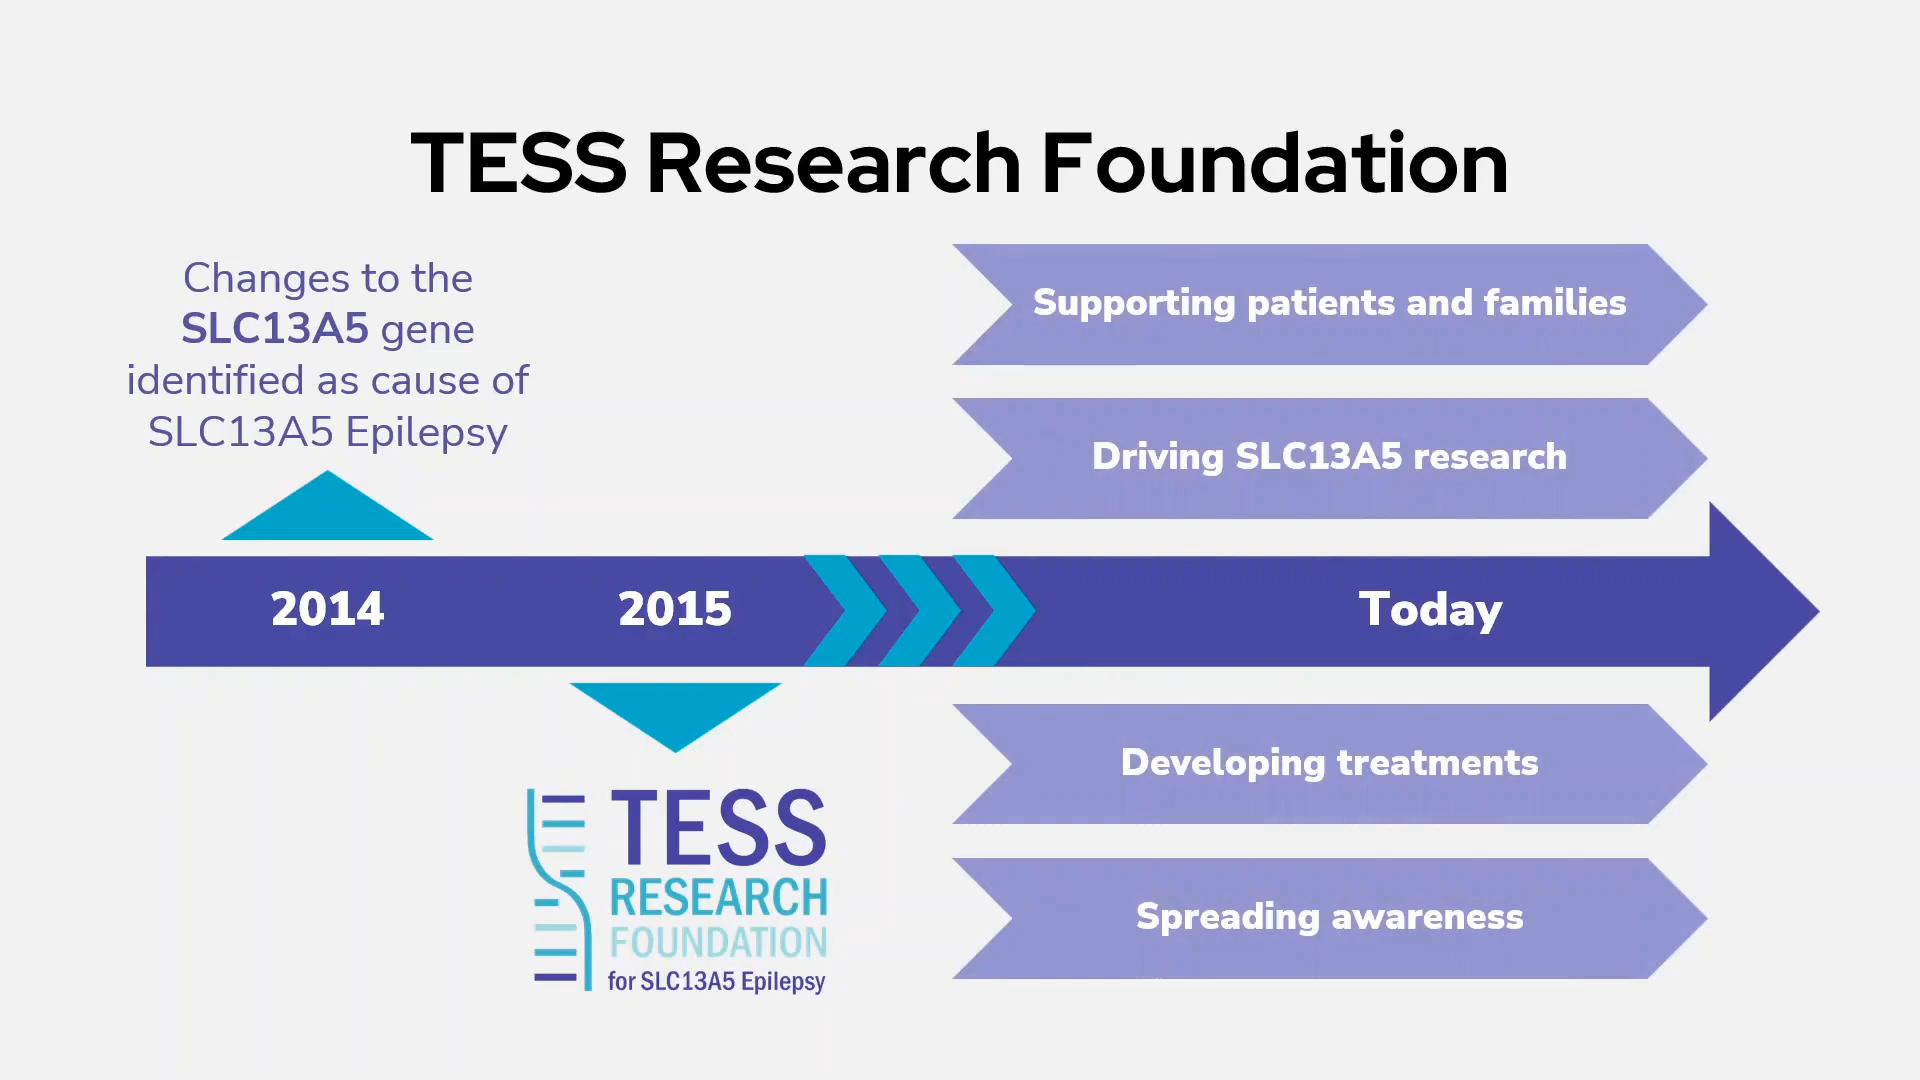 TESS Research Foundation
Changes to the
SLC13A5 gene
identified as cause of
SLC13A5 Epilepsy
Supporting patients and families
Driving SLC13A5 research
2014
2015
Today
Developing treatments
Spreading awareness
TESS
RESEARCH
FOUNDATION
for SLC13A5 Epilepsy